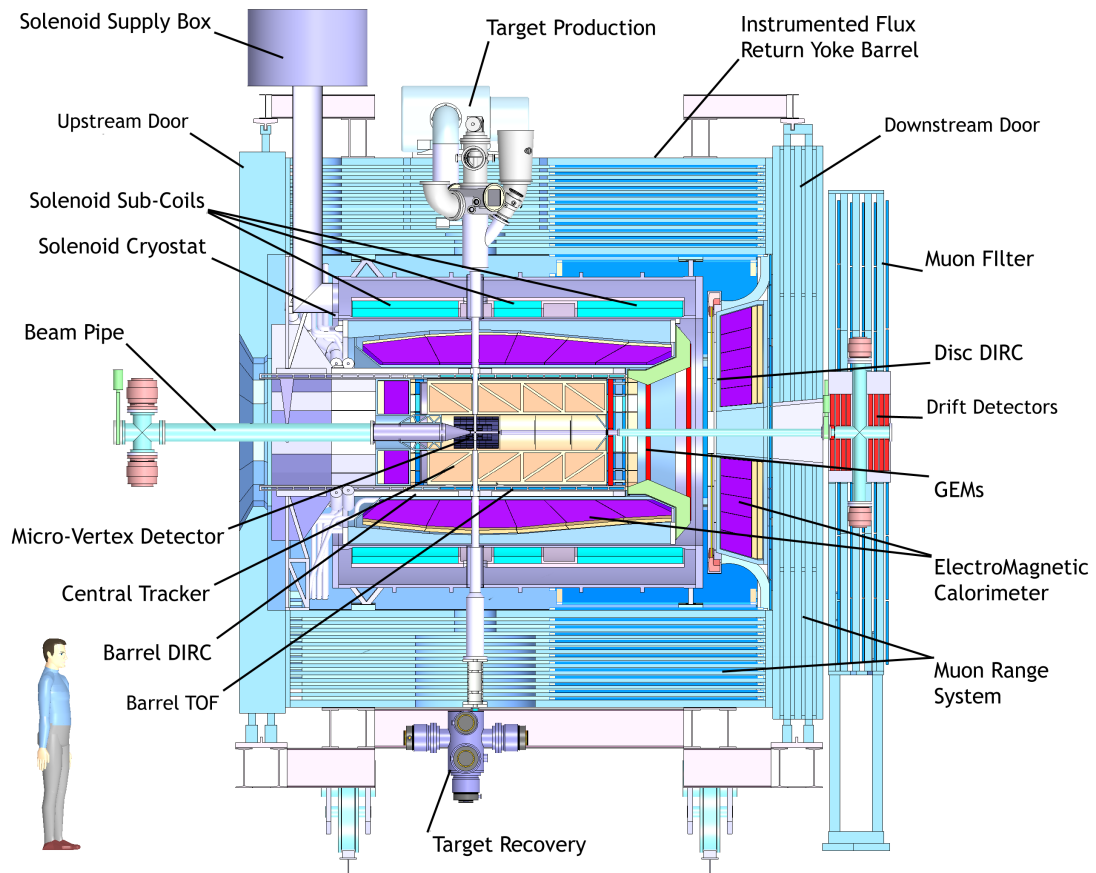 Solenoid Supply Box
Target Production
Instrumented Flux
Return Yoke Barrel
Upstream Door
Downstream Door
Solenoid Sub-Coils
Solenoid Cryostat
Muon FIlter
Beam Pipe
Disc DIRC
Drift Detectors
GEMs
Micro-Vertex Detector
ElectroMagnetic
Calorimeter
Central Tracker
Barrel DIRC
Muon Range
System
Barrel TOF
Target Recovery